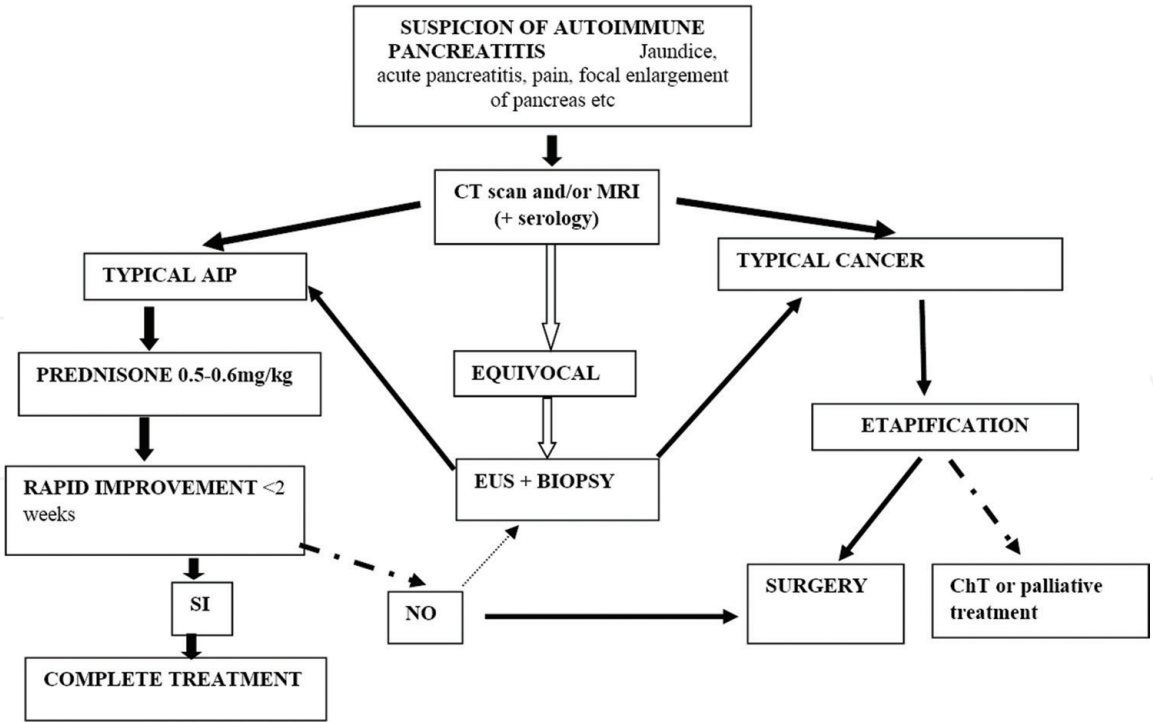 SUSPICION OF AUTOIMMUNE
PANCREATITIS Jaundice,
acute pancreatitis, pain, focal enlargement
of pancreas etc
CT scan and/or MRI
(+ serology)
TYPICAL AIP
TYPICAL CANCER
PREDNISONE 0.5-0.6mg/kg
EQUIVOCAL
ETAPIFICATION
RAPID IMPROVEMENT <2
weeks
EUS + BIOPSY
SI
NO
SURGERY
ChT or palliative
treatment
COMPLETE TREATMENT